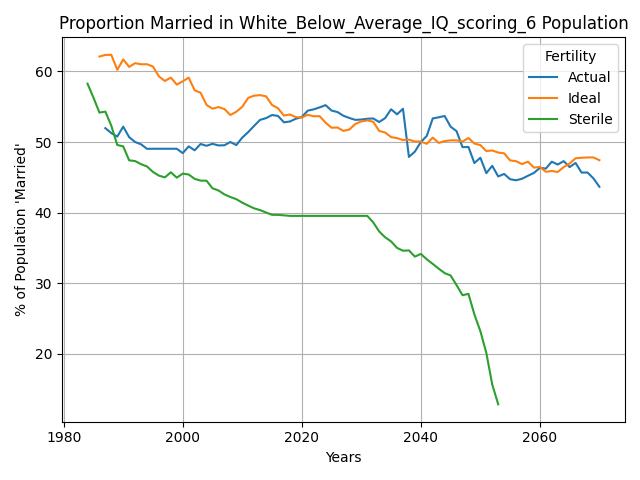 Proportion Married in White_Below_Average_IQ_scoring_6 Population
% of Population 'Married'
60
50
40
30
20
Fertility
Actual
Ideal
Sterile
1980
2000
2020
2040
2060
Years